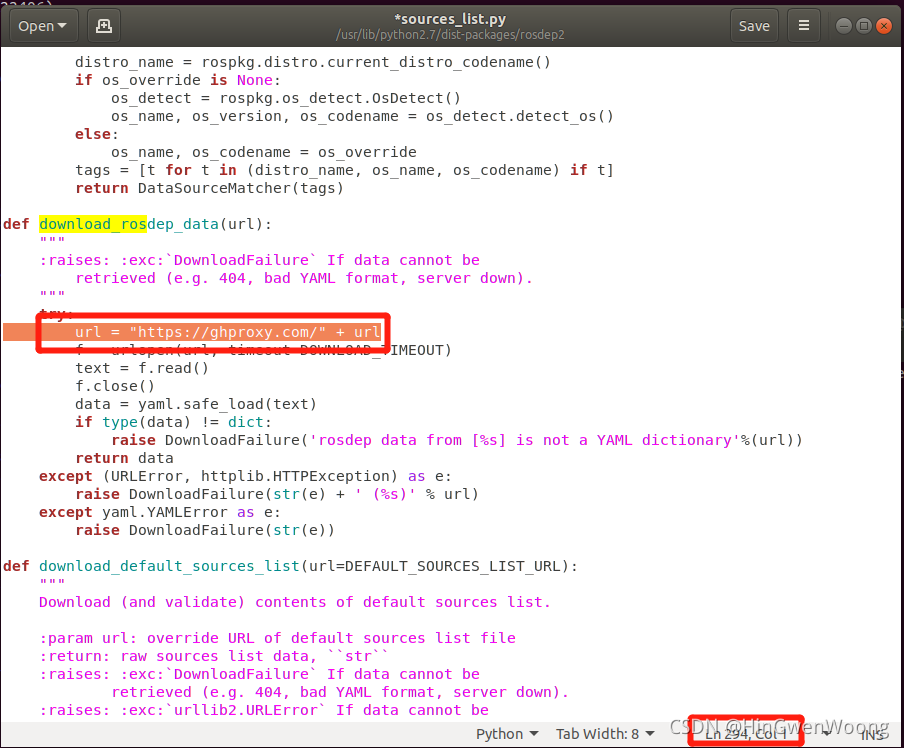 Open
*sources_list.py
/usr/lib/python2.7/dist-packages/rosdep2
Save
distro_name = rospkg.distro.current_distro_codename()
if os_override is None:
os_detect = rospkg.os_detect.OsDetect()
os_name, os_version, os_codename = os_detect.detect_os()
else:
os_name, os_codename = os_override
tags = [t for t in (distro_name, os_name, os_codename) if t]
return DataSourceMatcher(tags)
def download_rosdep_data(url):
"""
:raises: :exc:`DownloadFailure` If data cannot be
retrieved (e.g. 404, bad YAML format, server down).
"""
try:
url = "https://ghproxy.com/" + url
f = urlopen(url, timeout=DOWNLOAD_TIMEOUT)
text = f.read()
f.close()
data = yaml.safe_load(text)
if type(data) != dict:
raise DownloadFailure('rosdep data from [%s] is not a YAML dictionary'%(url))
return data
except (URLError, httplib.HTTPException) as e:
raise DownloadFailure(str(e) + ' (%s)' % url)
except yaml.YAMLError as e:
raise DownloadFailure(str(e))
def download_default_sources_list(url=DEFAULT_SOURCES_LIST_URL):
"""
Download (and validate) contents of default sources list.
:param url: override URL of default sources list file
:return: raw sources list data, ``str``
:raises: :exc:`DownloadFailure` If data cannot be
retrieved (e.g. 404, bad YAML format, server down).
:raises: :exc:`urllib2.URLError` If data cannot be
Python Tab Width: 8 Ln 294, Col 1 INS
CSDN @HinGwenWoong